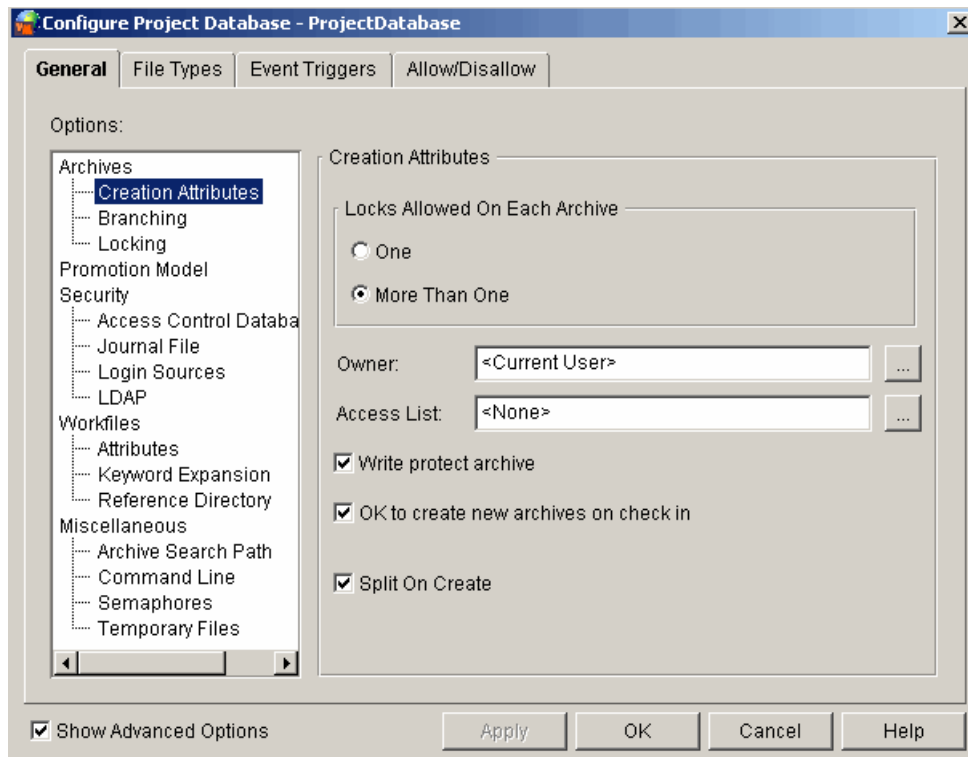 Configure Project Database - ProjectDatabase
General
File Types
Event Triggers
Allow/Disallow
Options:
Archives
Creation Attributes
Branching
Locking
Promotion Model
Security
Access Control Databa
Journal File
Login Sources
LDAP
Workfiles
Attributes
Keyword Expansion
Reference Directory
Miscellaneous
Archive Search Path
Command Line
Semaphores
Temporary Files
Creation Attributes
Locks Allowed On Each Archive
One
More Than One
Owner:
<Current User>
...
Access List:
<None>
...
Write protect archive
OK to create new archives on check in
Split On Create
Show Advanced Options
Apply
OK
Cancel
Help